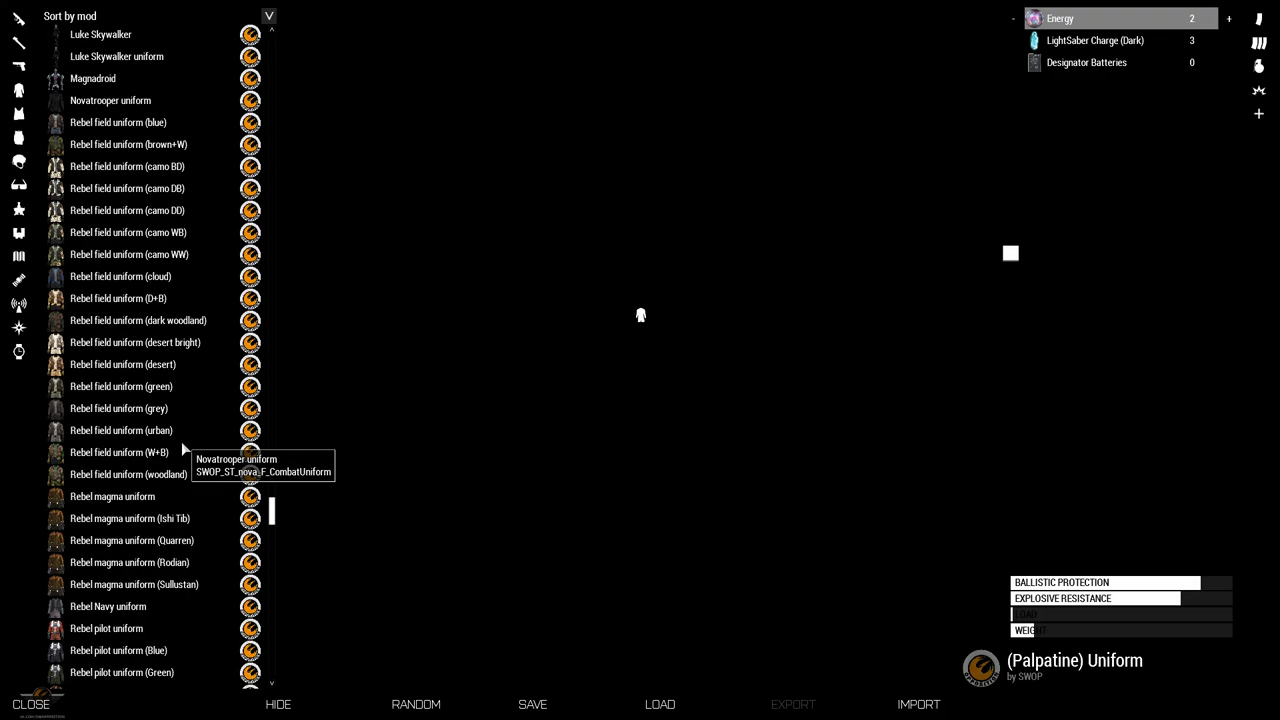 Sort by mod
V
Luke Skywalker
Luke Skywalker uniform
Magnadroid
Novatrooper uniform
Rebel field uniform (blue)
Rebel field uniform (brown+W)
Rebel field uniform (camo BD)
Rebel field uniform (camo DB)
Rebel field uniform (camo DD)
Rebel field uniform (camo WB)
Rebel field uniform (camo WW)
Rebel field uniform (cloud)
Rebel field uniform (D+B)
Rebel field uniform (dark woodland)
Rebel field uniform (desert bright)
Rebel field uniform (desert)
Rebel field uniform (green)
Rebel field uniform (grey)
Rebel field uniform (urban)
Rebel field uniform (W+B)
Rebel field uniform (woodland)
Rebel magma uniform
Rebel magma uniform (Ishi Tib)
Rebel magma uniform (Quarren)
Rebel magma uniform (Rodian)
Rebel magma uniform (Sullustan)
Rebel Navy uniform
Rebel pilot uniform
Rebel pilot uniform (Blue)
Rebel pilot uniform (Green)
Novatrooper uniform
SWOP_ST_nova_F_CombatUniform
- Energy 2 +
LightSaber Charge (Dark) 3
Designator Batteries 0
BALLISTIC PROTECTION
EXPLOSIVE RESISTANCE
LOAD
WEIGHT
(Palpatine) Uniform
by SWOP
CLOSE HIDE RANDOM SAVE LOAD EXPORT IMPORT